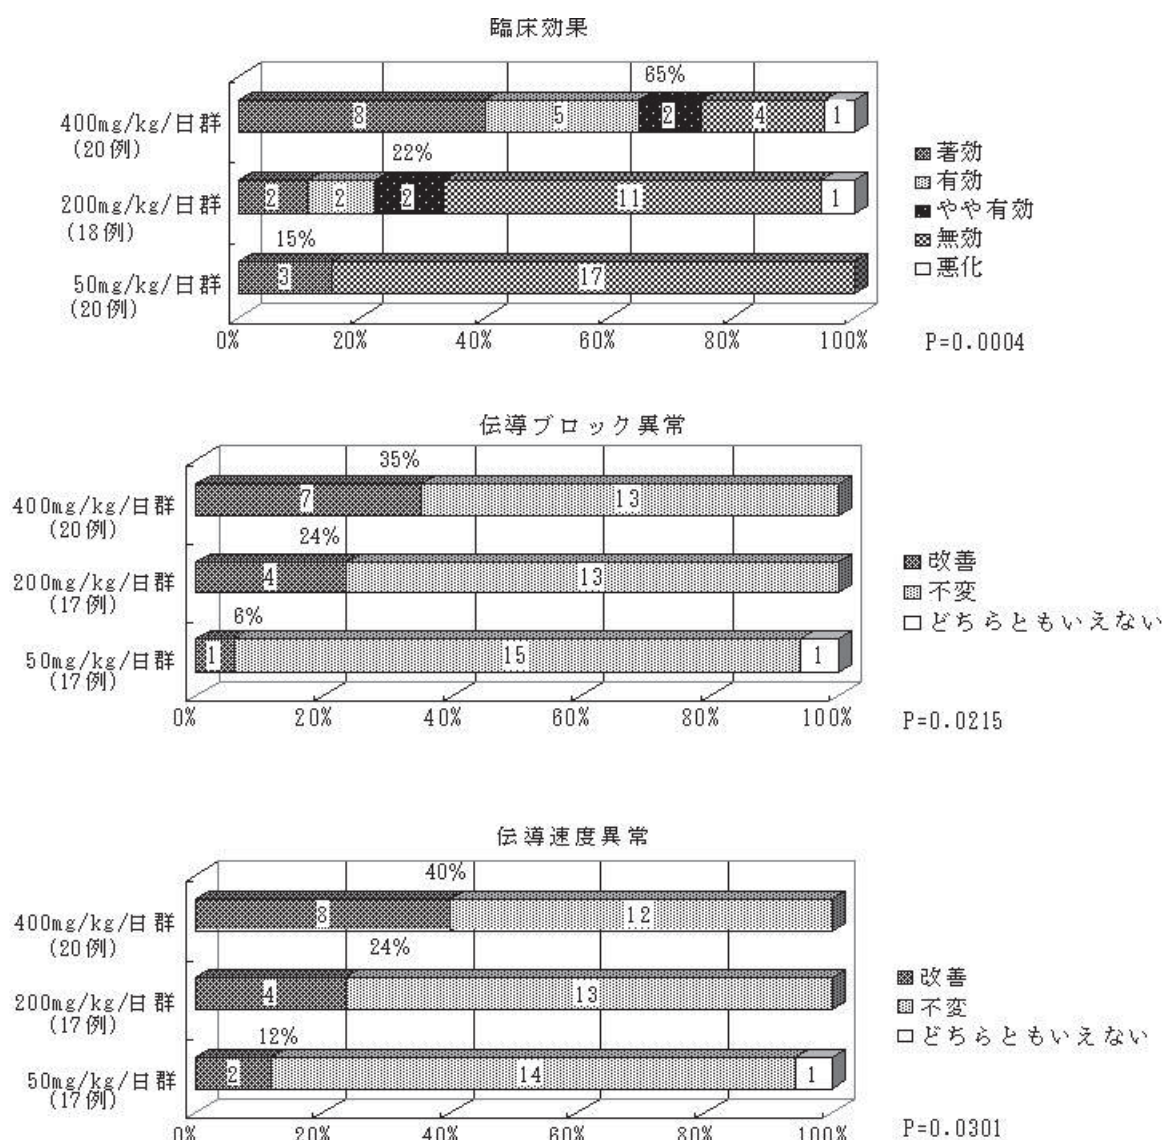 臨床効果
65%
400mg/kg/日群
8 5 2 4 1
(20例)
22%
200mg/kg/日群
2 2 2 11 1
(18例)
15%
50mg/kg/日群
3 17
(20例)
0% 20% 40% 60% 80% 100%
著効
有効
やや有効
無効
悪化
P=0.0004
伝導ブロック異常
35%
400mg/kg/日群
7 13
(20例)
24%
200mg/kg/日群
4 13
(17例)
6%
50mg/kg/日群
1 15 1
(17例)
0% 20% 40% 60% 80% 100%
改善
不変
どちらともいえない
P=0.0215
伝導速度異常
40%
400mg/kg/日群
8 12
(20例)
24%
200mg/kg/日群
4 13
(17例)
12%
50mg/kg/日群
2 14 1
(17例)
0% 20% 40% 60% 80% 100%
改善
不変
どちらともいえない
P=0.0301